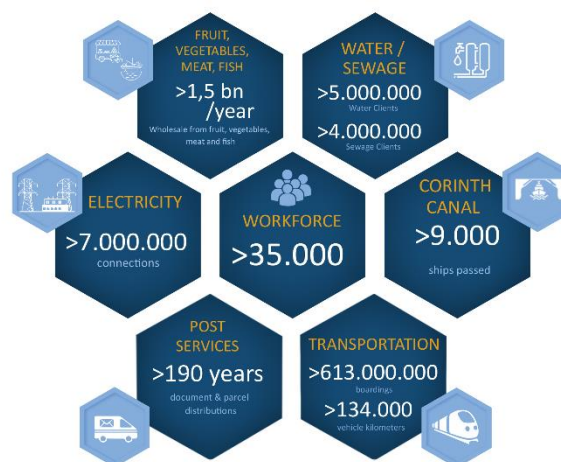 FRUIT,
VEGETABLES,
MEAT, FISH
>1,5 bn
/year
Wholesale from fruit, vegetables,
meat and fish
WATER /
SEWAGE
>5.000.000
Water Clients
>4.000.000
Sewage Clients
ELECTRICITY
>7.000.000
connections
WORKFORCE
>35.000
CORINTH
CANAL
>9.000
ships passed
POST
SERVICES
>190 years
document & parcel
distributions
TRANSPORTATION
>613.000.000
boardings
>134.000
vehicle kilometers